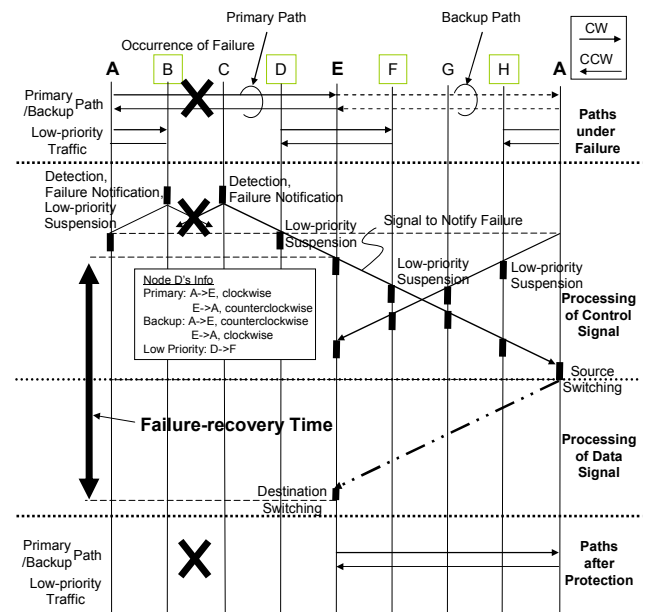 Primary Path
Backup Path
CW
CCW
Occurrence of Failure
A B C D E F G H A
Primary
/Backup Path
Low-priority
Traffic
Paths
under
Failure
Detection,
Failure Notification,
Low-priority
Suspension
Detection,
Failure Notification
Low-priority
Suspension
Signal to Notify Failure
Low-priority
Suspension
Low-priority
Suspension
Node D's Info
Primary: A->E, clockwise
E->A, counterclockwise
Backup: A->E, counterclockwise
E->A, clockwise
Low Priority: D->F
Processing
of Control
Signal
Source
Switching
Failure-recovery Time
Processing
of Data
Signal
Destination
Switching
Primary
/Backup Path
Low-priority
Traffic
Paths
after
Protection